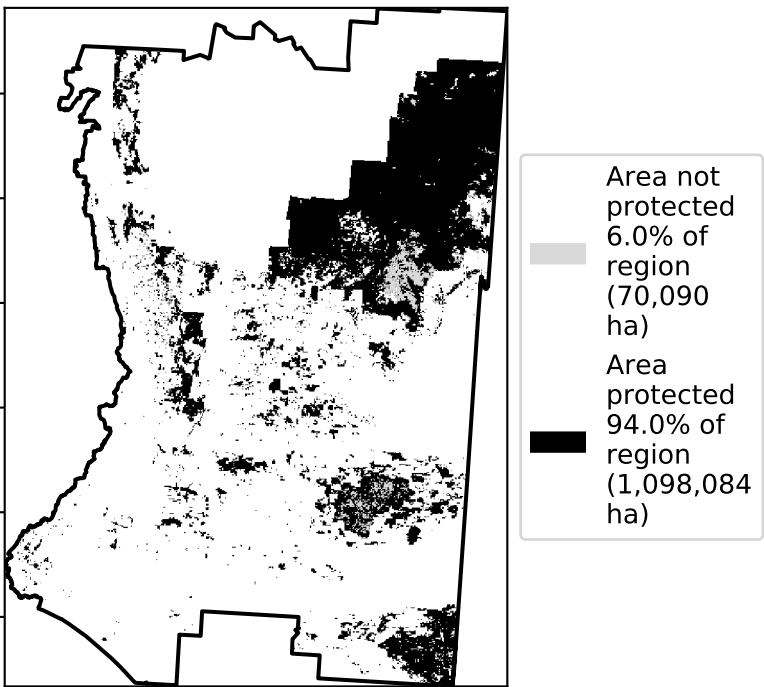 Area not
protected
6.0% of
region
(70,090
ha)
Area
protected
94.0% of
region
(1,098,084
ha)